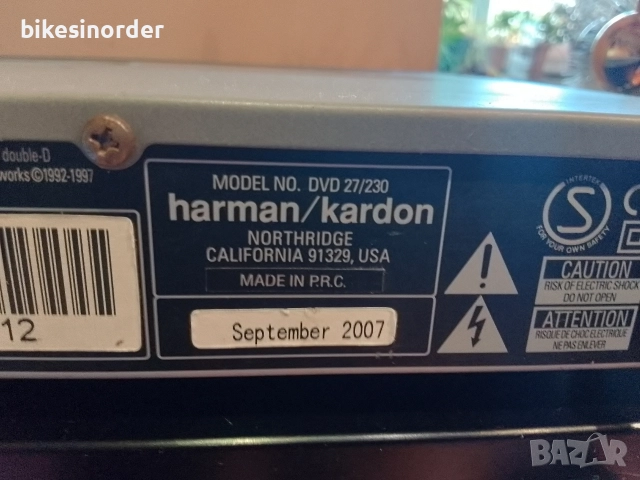 bikesinorder
double-D
works ©1992-1997
12
MODEL NO. DVD 27/230
harman/kardon
NORTHRIDGE
CALIFORNIA 91329, USA
MADE IN P.R.C.
September 2007
INTERTEK
S
FOR YOUR OWN SAFETY
CAUTION
RISK OF ELECTRIC SHOCK
DO NOT OPEN
ATTENTION
RISQUE DE CHOC ELECTRIQUE
NE PAS ENLEVER
BAZAR